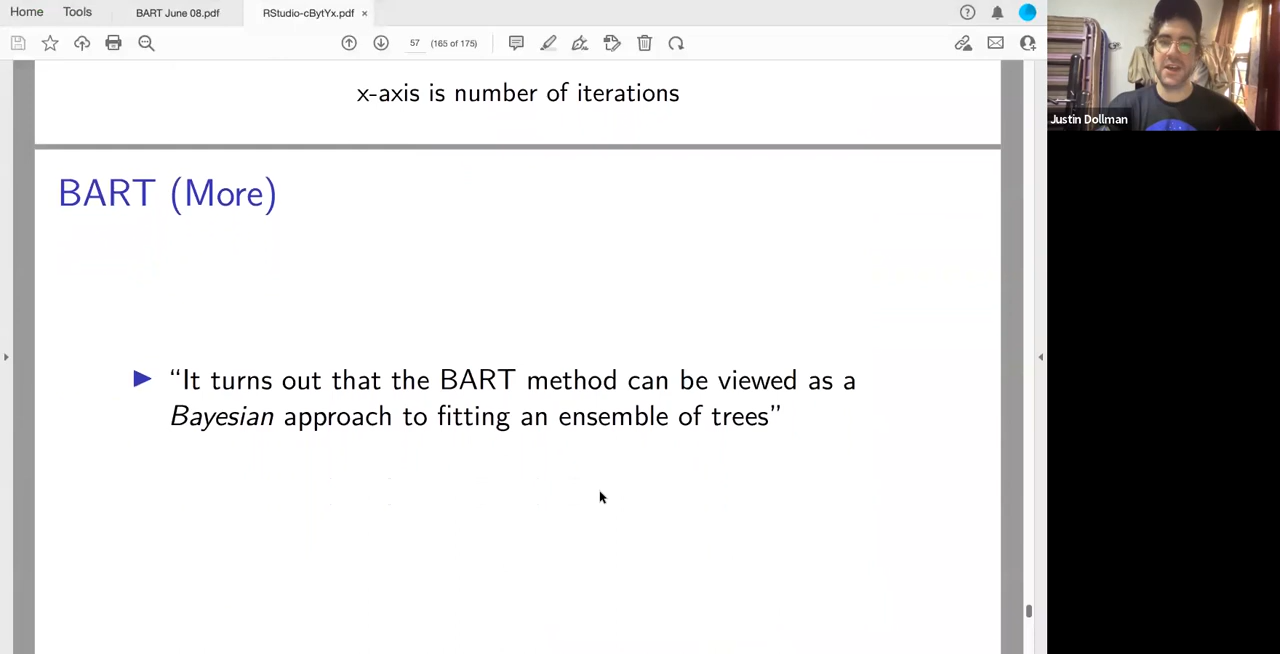 Home Tools BART June 08.pdf RStudio-cBytYx.pdf ×
57 (165 of 175)
x-axis is number of iterations
Justin Dollman
BART (More)
“It turns out that the BART method can be viewed as a
Bayesian approach to fitting an ensemble of trees”